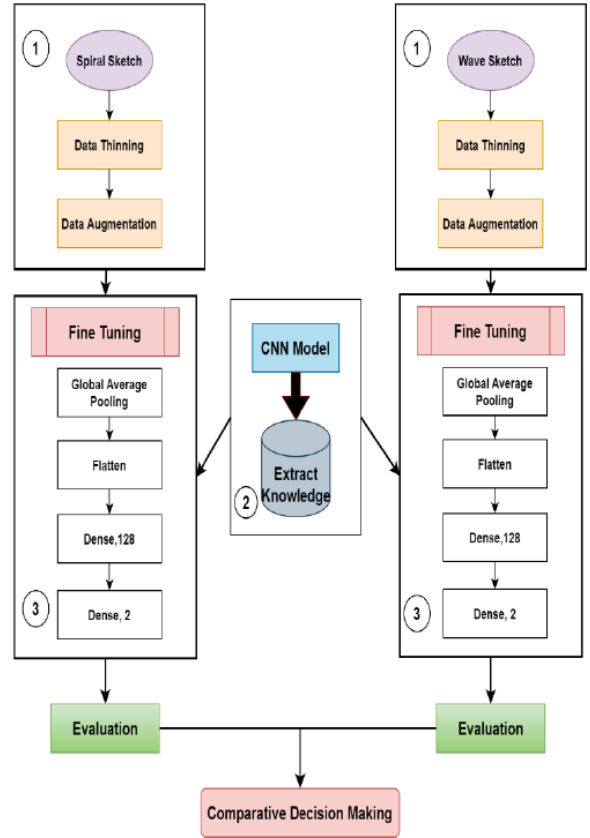 1
Spiral Sketch
Data Thinning
Data Augmentation
1
Wave Sketch
Data Thinning
Data Augmentation
Fine Tuning
Global Average
Pooling
Flatten
Dense,128
3
Dense, 2
CNN Model
Extract
Knowledge
2
Fine Tuning
Global Average
Pooling
Flatten
Dense,128
3
Dense, 2
Evaluation
Evaluation
Comparative Decision Making